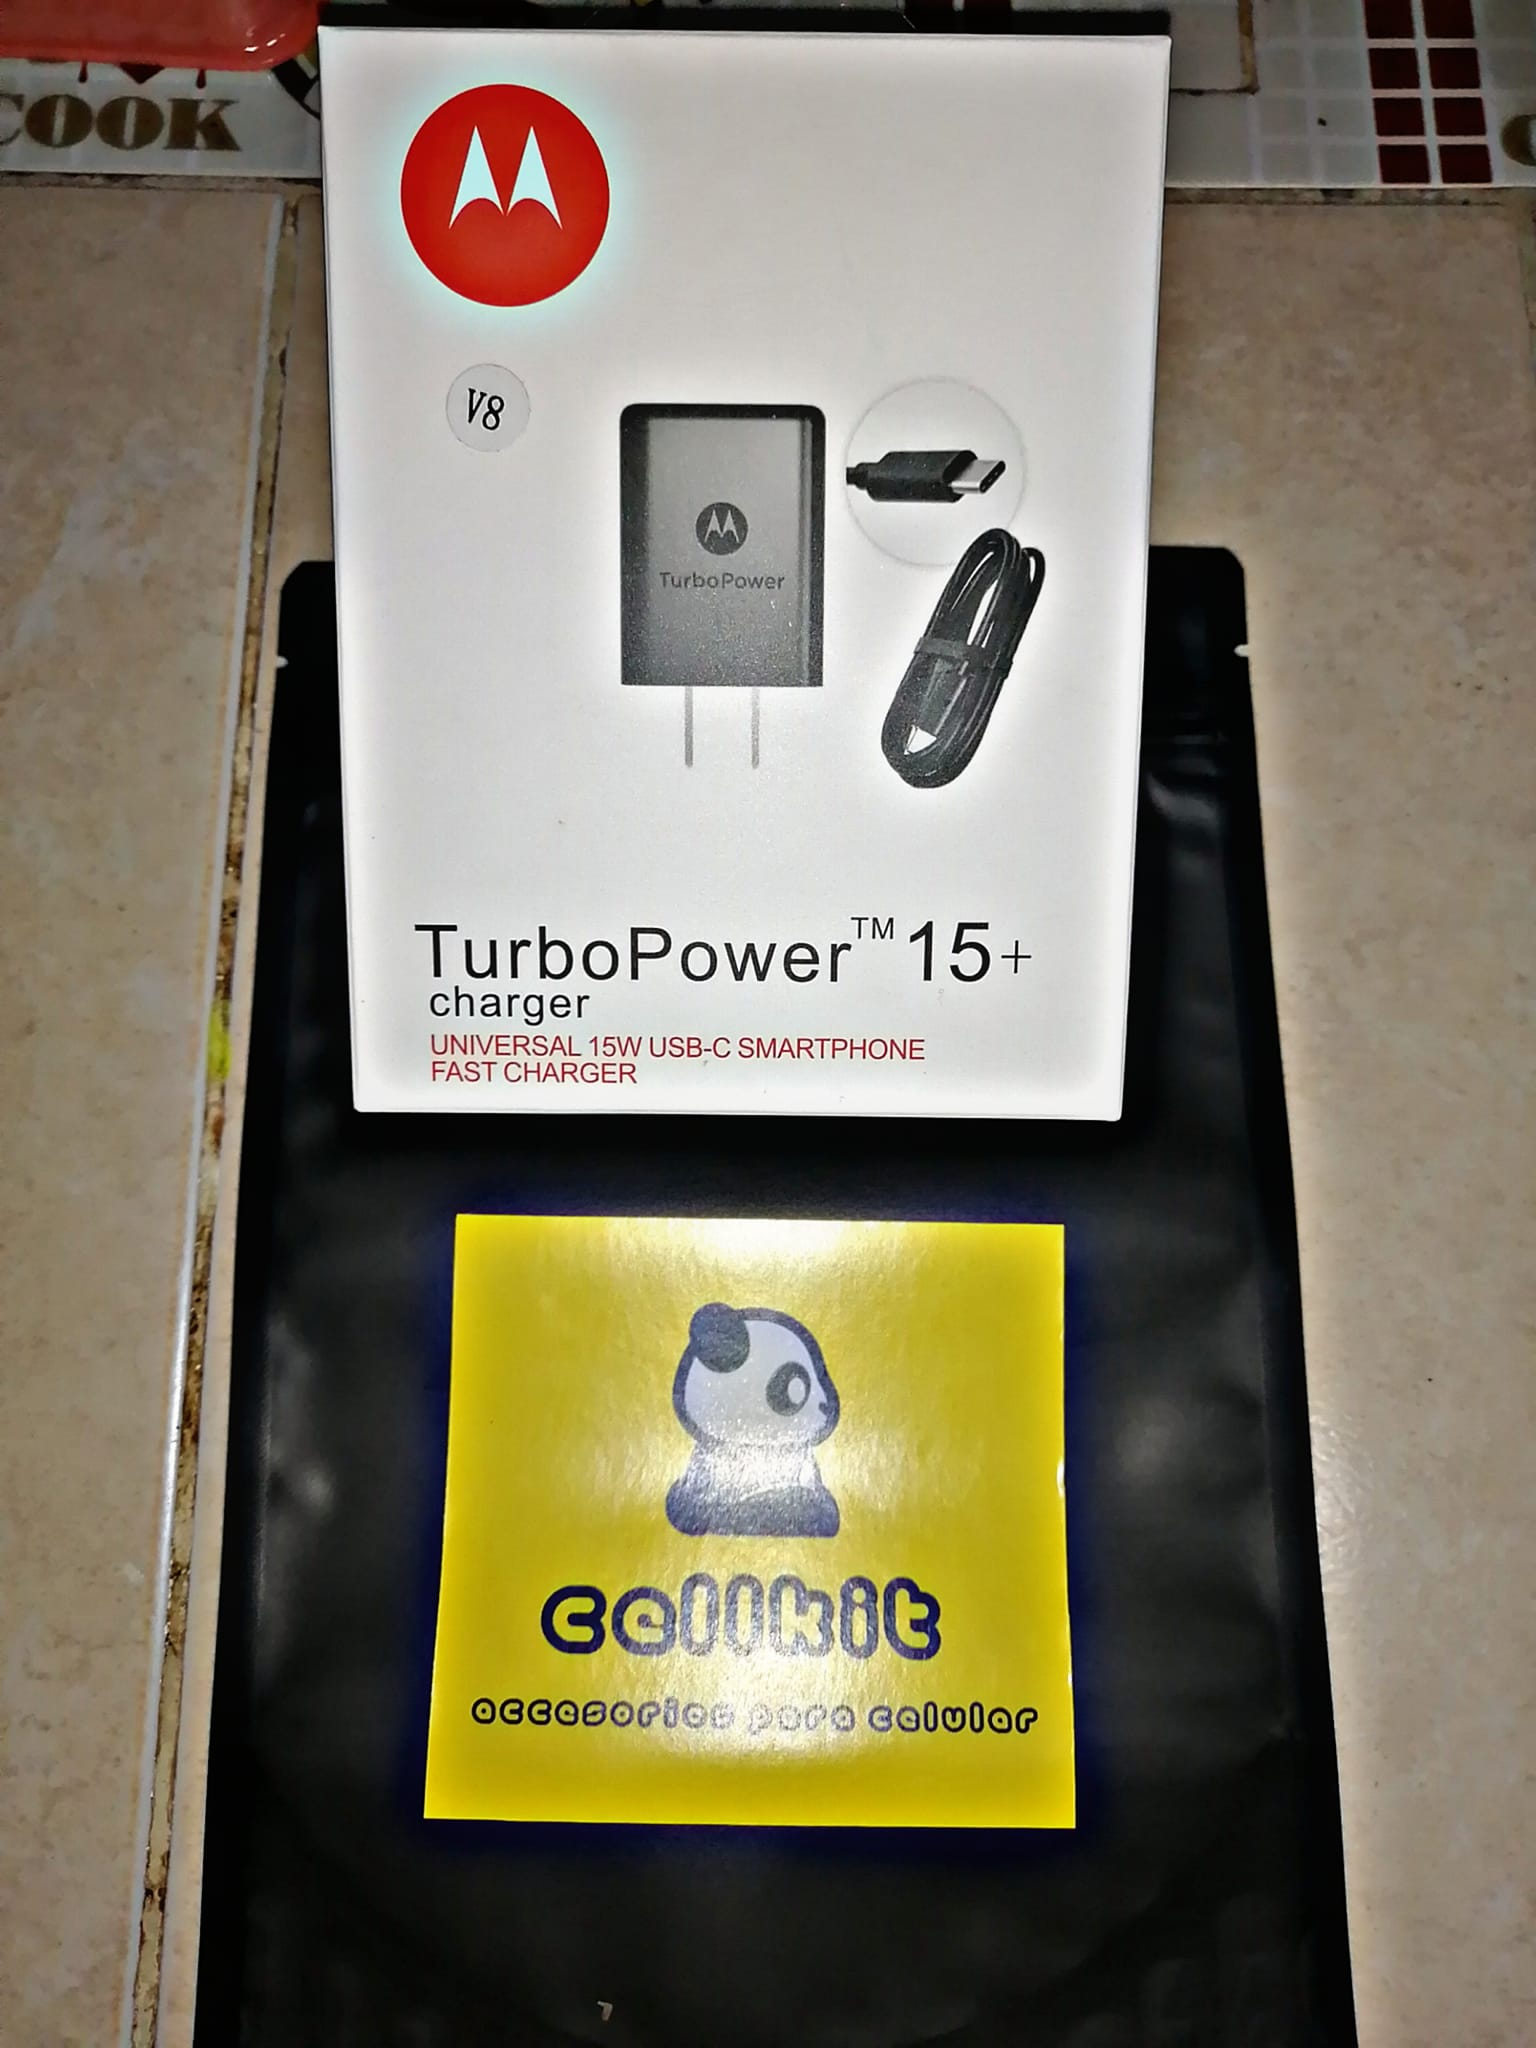 COOK
V8
TurboPower
TurboPower™ 15+
charger
UNIVERSAL 15W USB-C SMARTPHONE
FAST CHARGER
cellkit
accesorios para celular